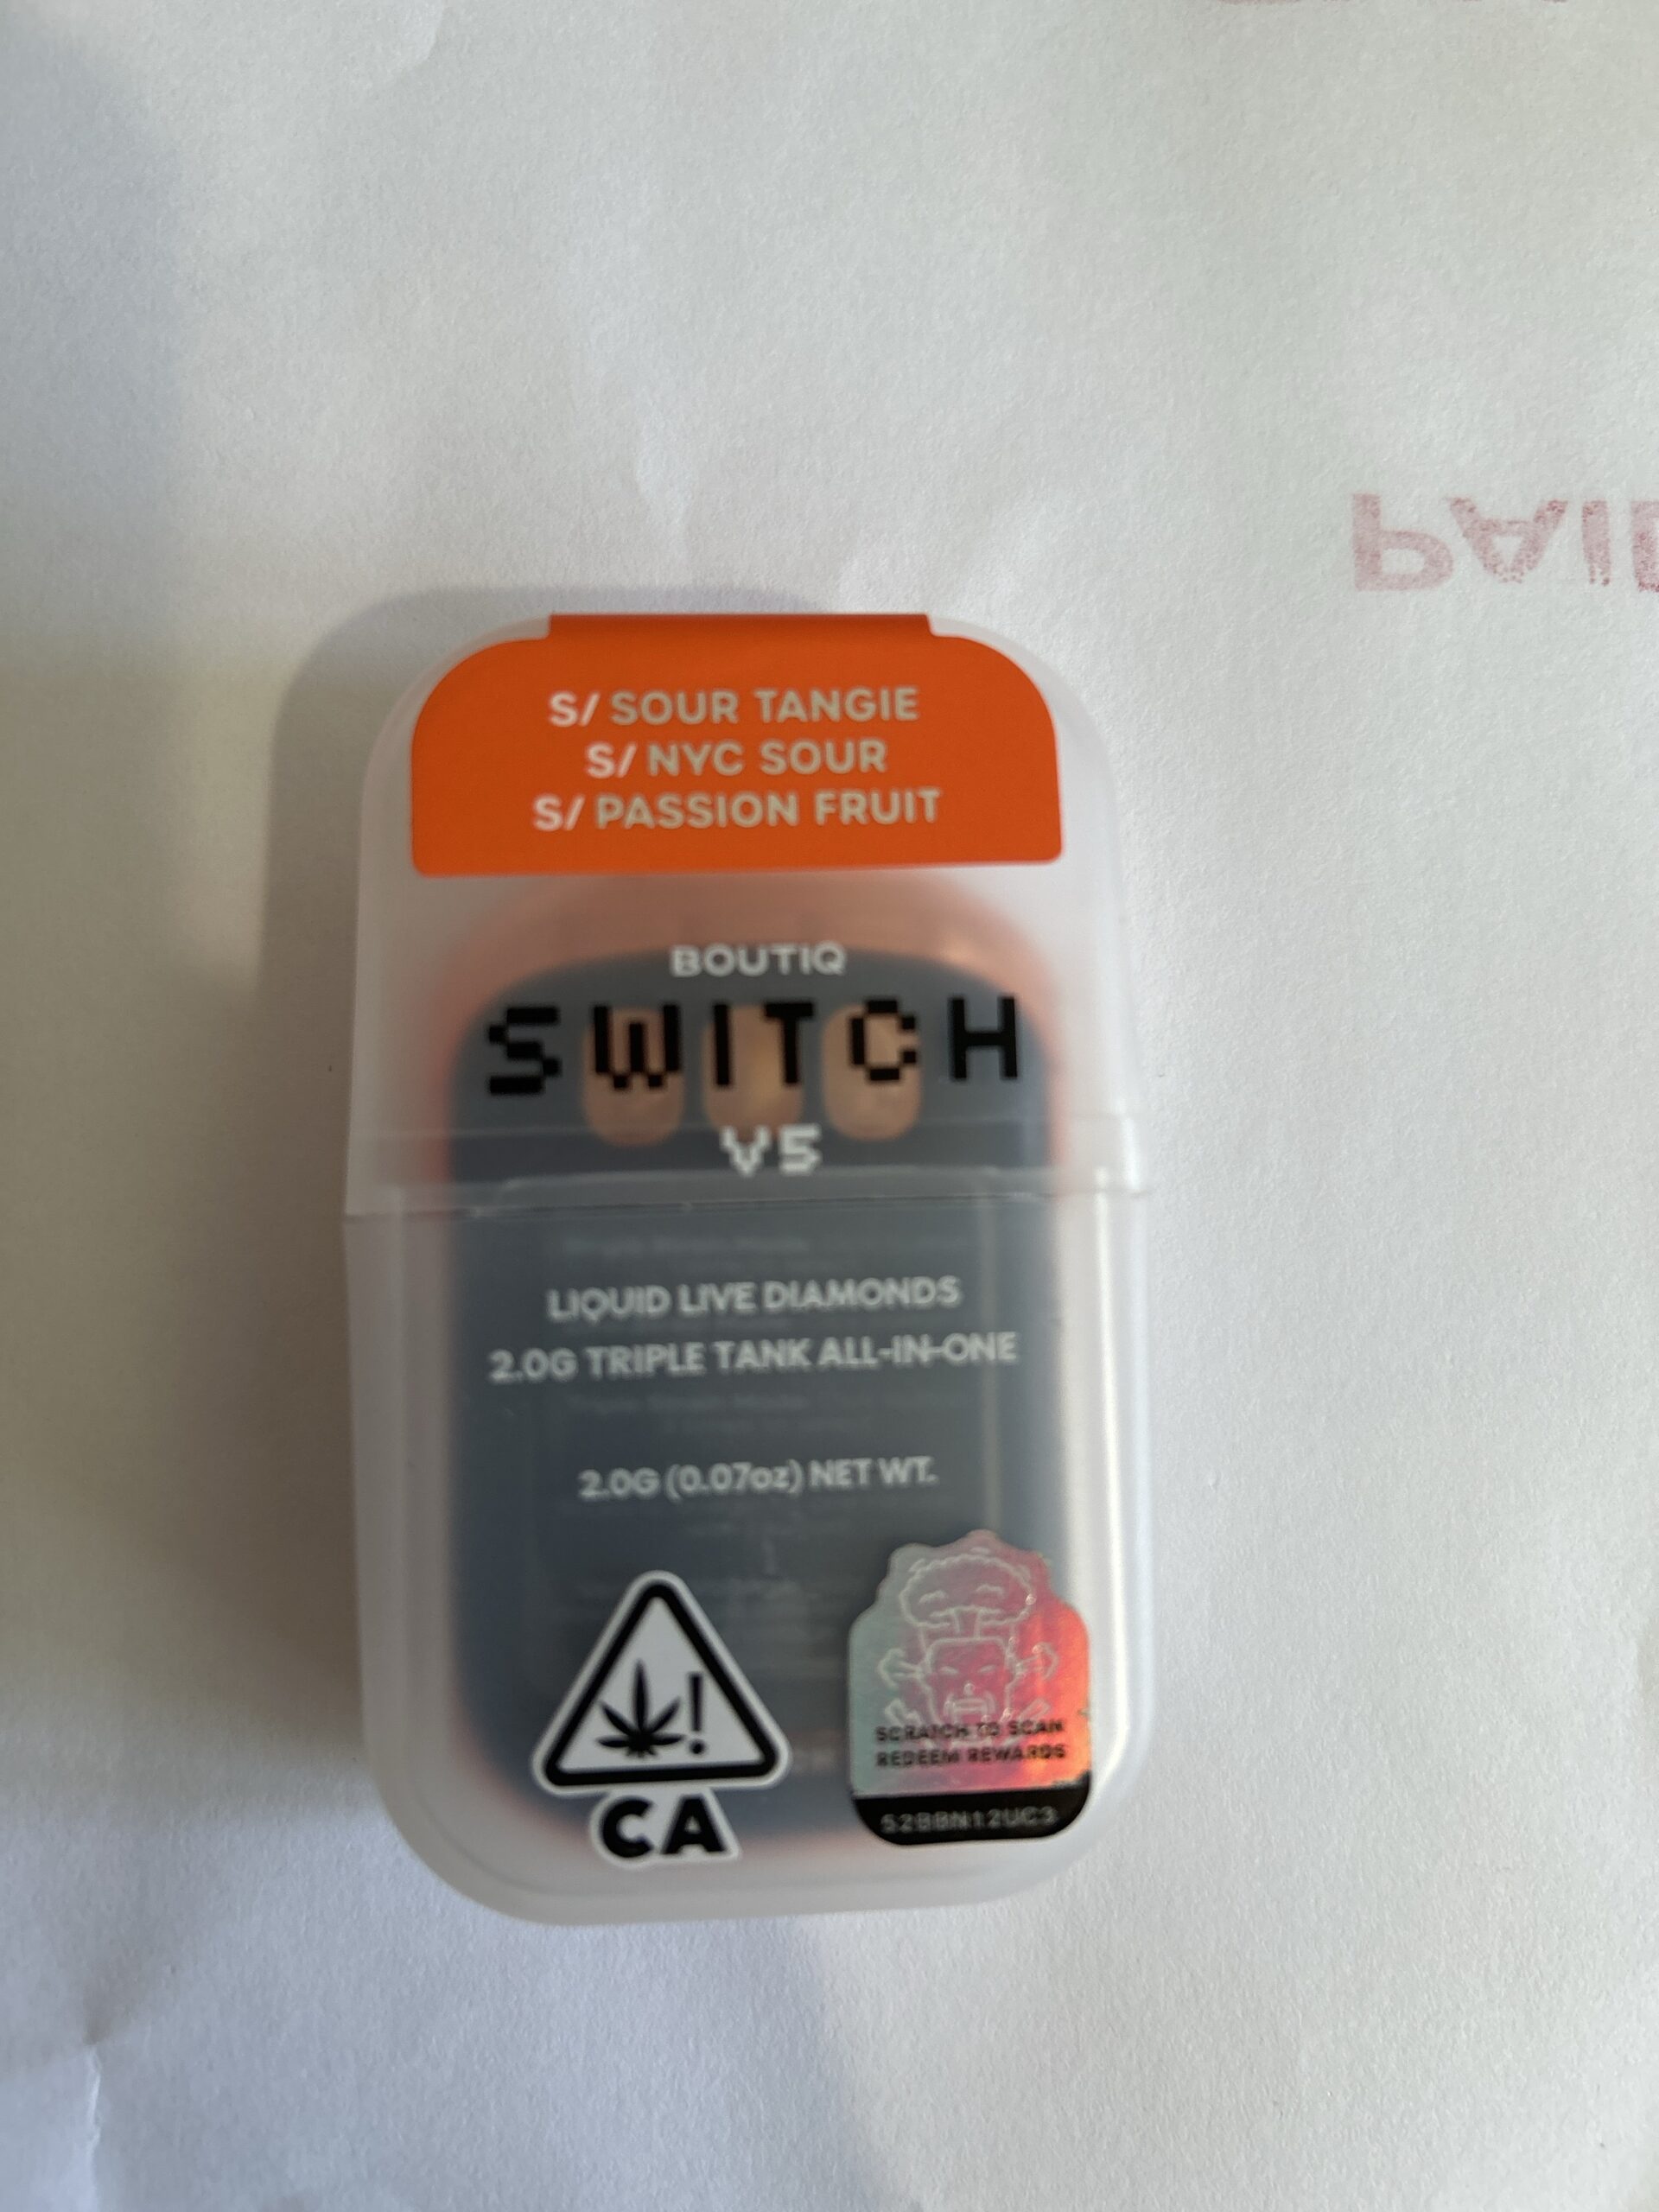 S/ SOUR TANGIE
S/ NYC SOUR
S/ PASSION FRUIT
BOUTIQ
SWITCH
V5
LIQUID LIVE DIAMONDS
2.0G TRIPLE TANK ALL-IN-ONE
2.0G (0.07oz) NET WT.
!
CA
SCRATCH TO SCAN
REDEEM REWARDS
52BBN12UC3